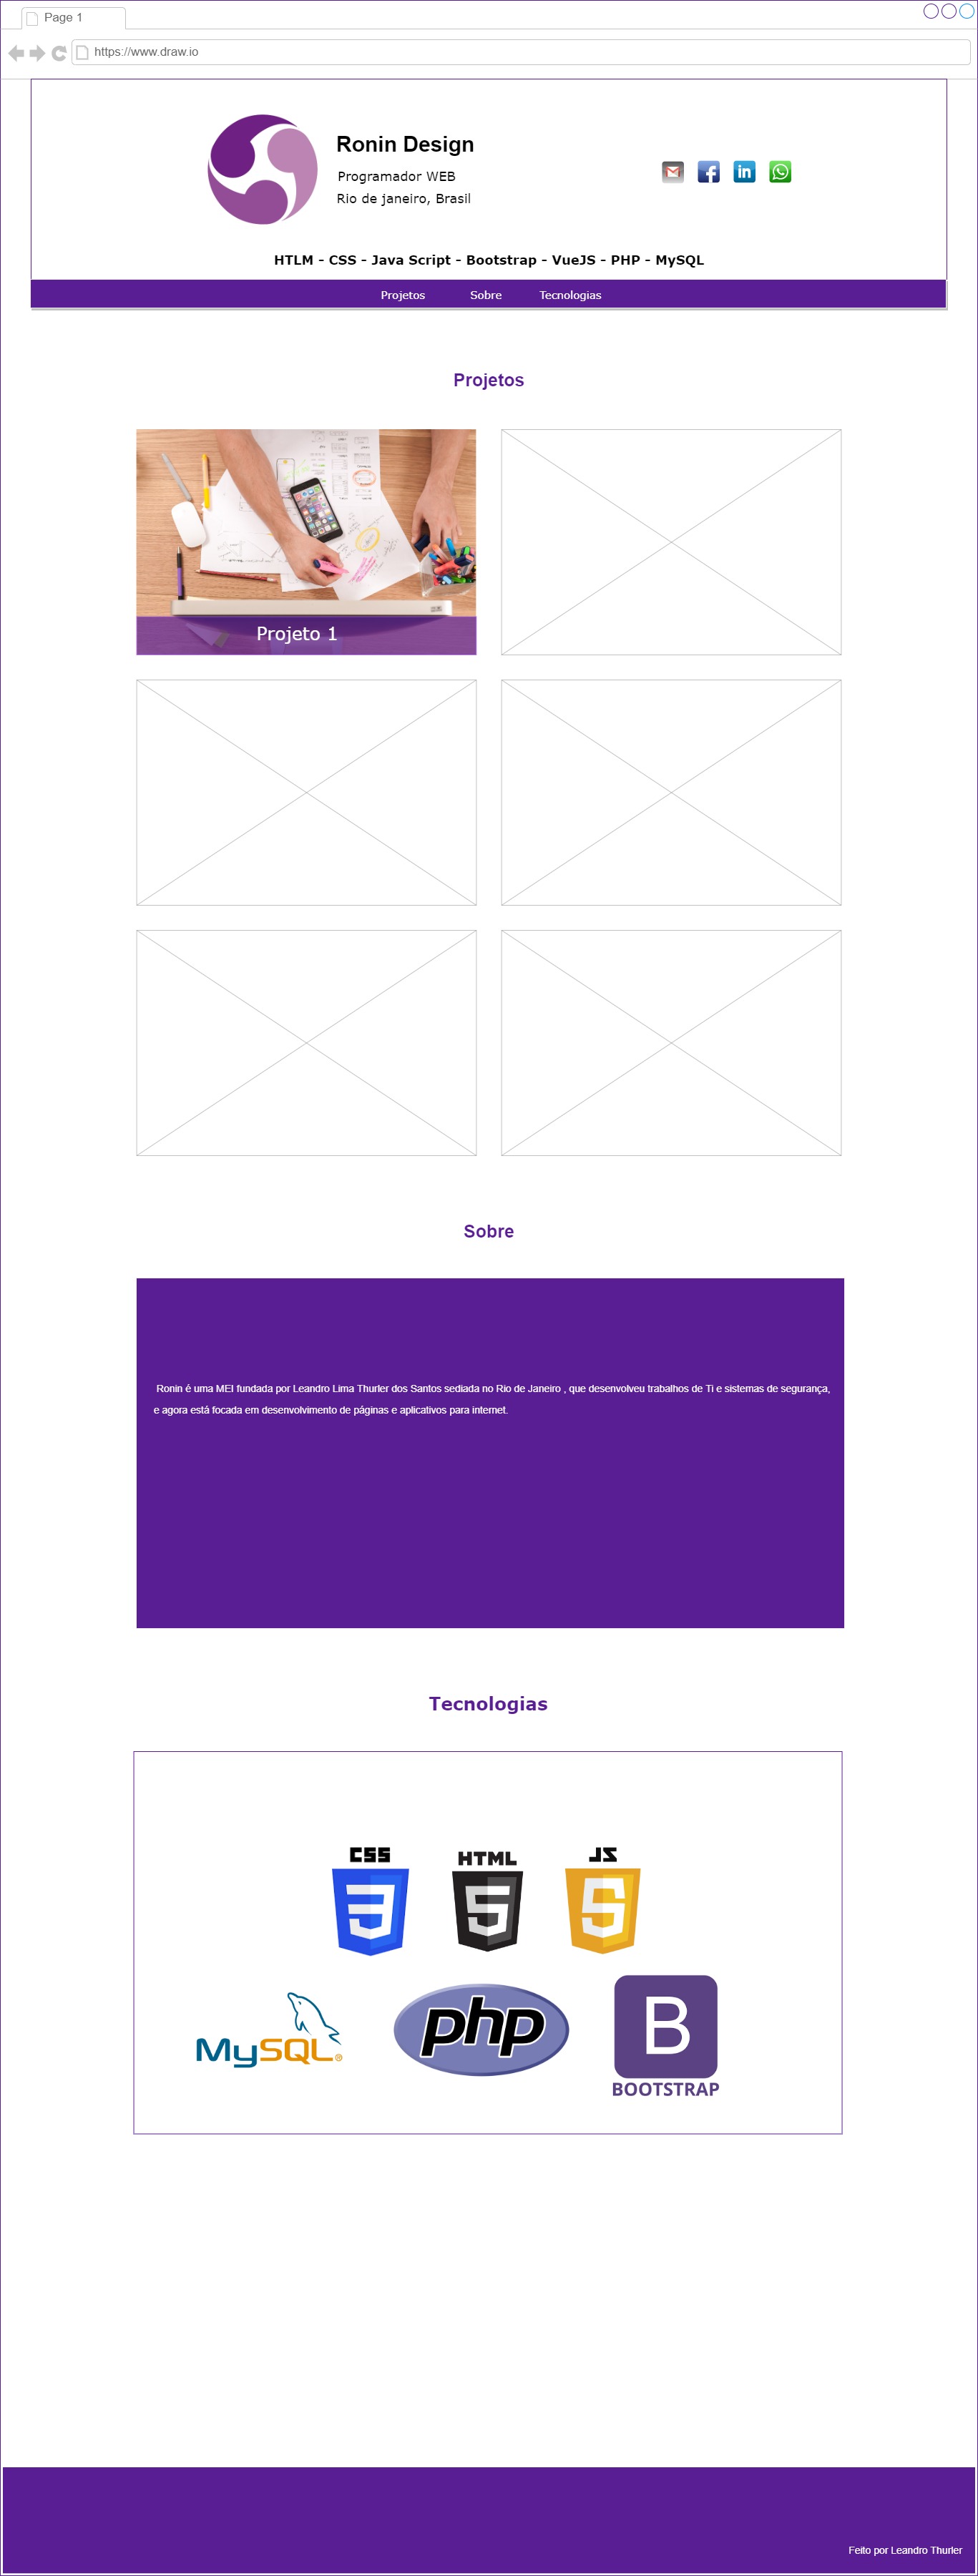 Page 1
https://www.draw.io
Ronin Design
Programador WEB
Rio de janeiro, Brasil
HTLM - CSS - Java Script - Bootstrap - VueJS - PHP - MySQL
Projetos Sobre Tecnologias
Projetos
Projeto 1
Sobre
Ronin é uma MEI fundada por Leandro Lima Thurler dos Santos sediada no Rio de Janeiro , que desenvolveu trabalhos de Ti e sistemas de segurança,
e agora está focada em desenvolvimento de páginas e aplicativos para internet.
Tecnologias
CSS HTML JS
3 5 5
MySQL® php B
BOOTSTRAP
Feito por Leandro Thurler